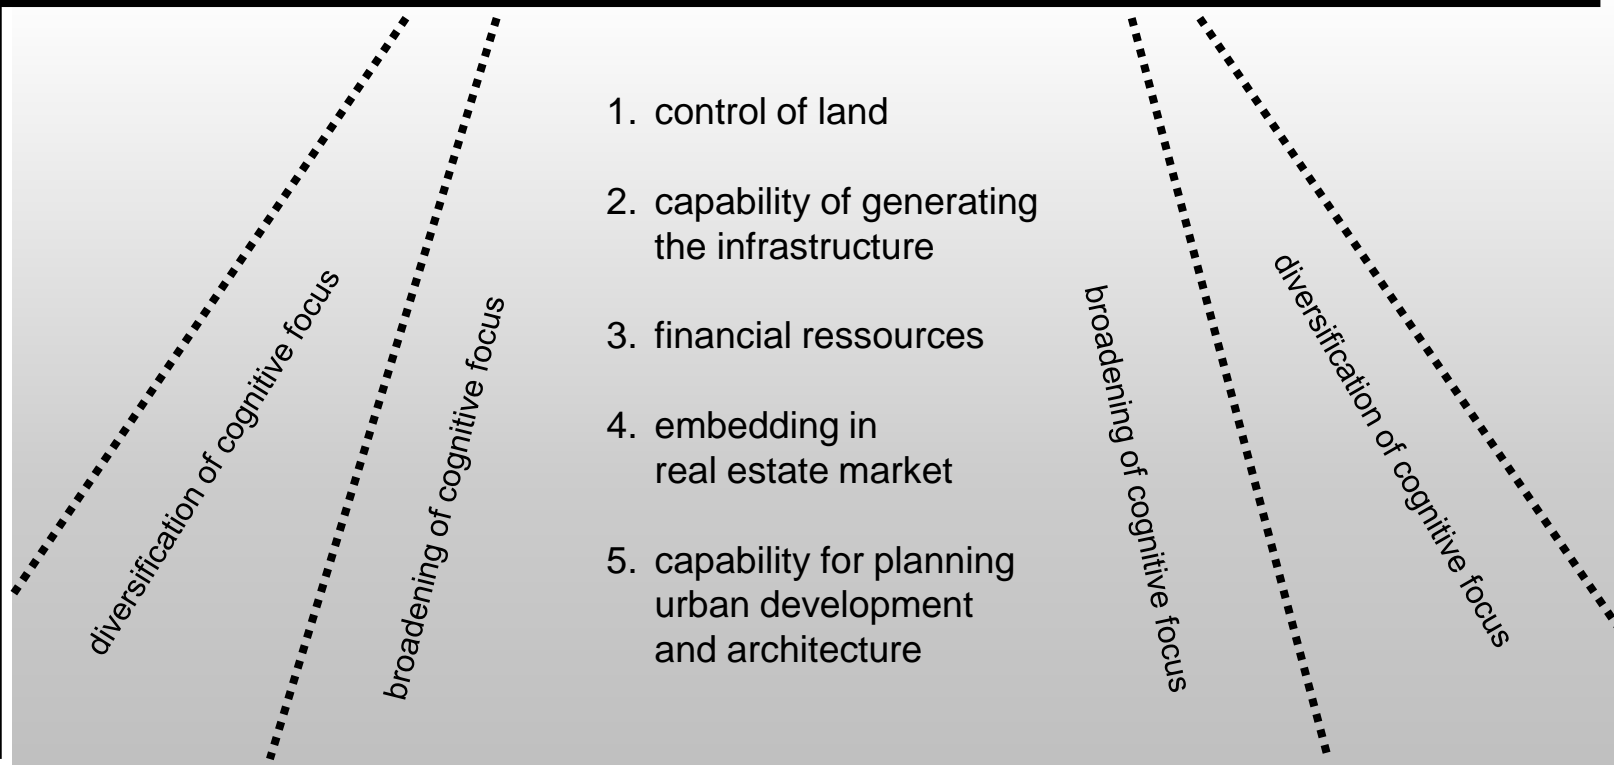 1. control of land
2. capability of generating
the infrastructure
3. financial ressources
4. embedding in
real estate market
5. capability for planning
urban development
and architecture
diversification of cognitive focus
broadening of cognitive focus
broadening of cognitive focus
diversification of cognitive focus